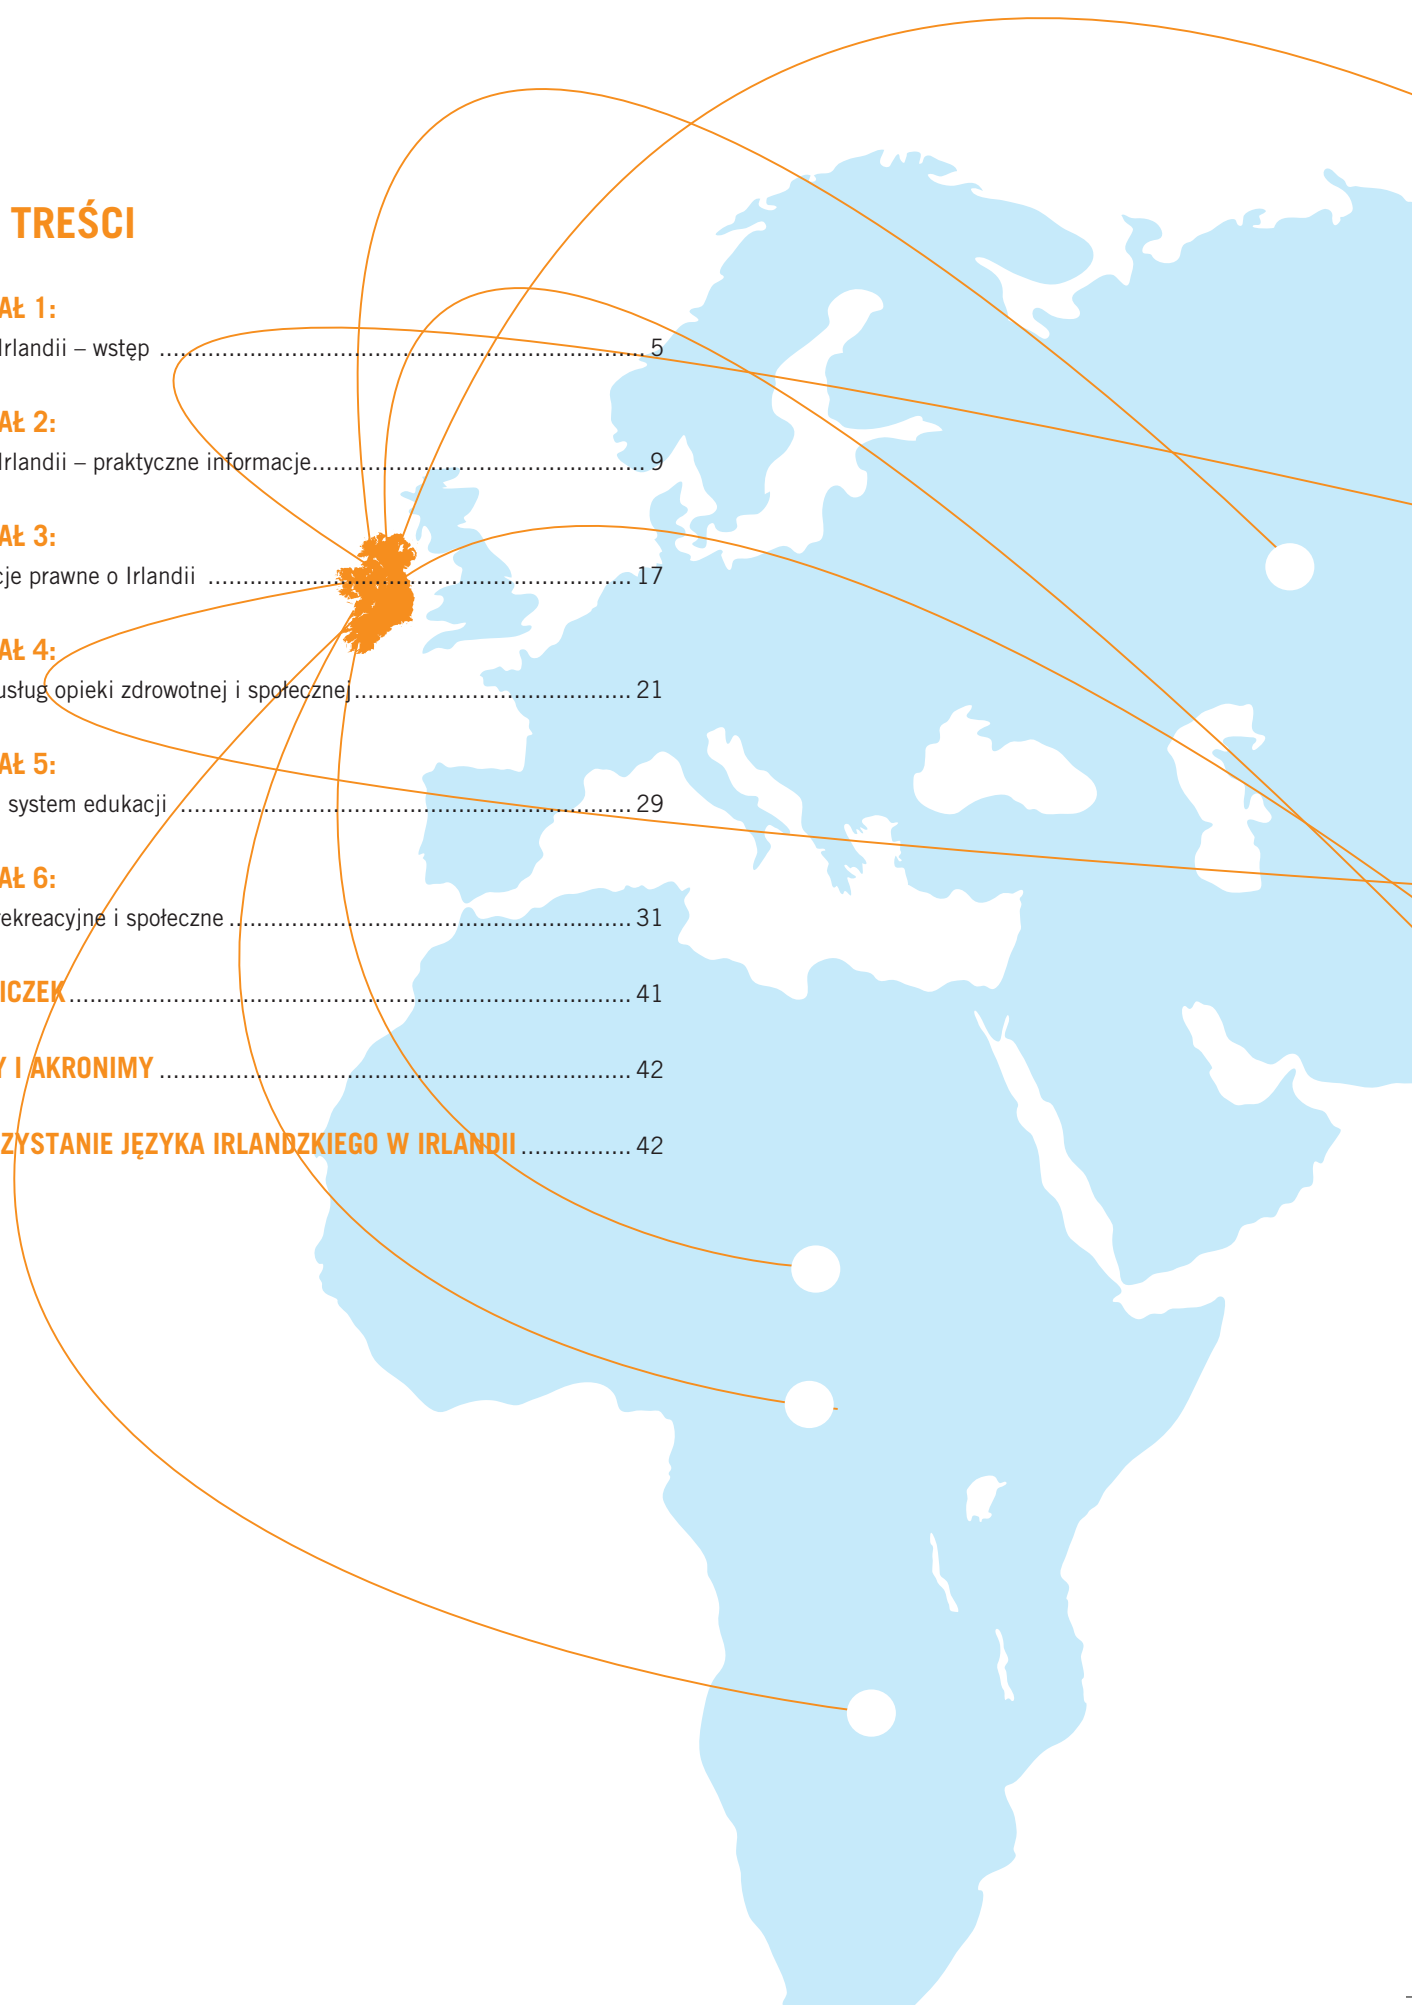 TREŚCI
AŁ 1:
Irlandii – wstęp ........................................................................ 5
AŁ 2:
Irlandii – praktyczne informacje................................................ 9
AŁ 3:
cje prawne o Irlandii .............................................................. 17
AŁ 4:
usług opieki zdrowotnej i społecznej........................................ 21
AŁ 5:
system edukacji .................................................................. 29
AŁ 6:
ekreacyjne i społeczne .......................................................... 31
ICZEK.................................................................................. 41
Y I AKRONIMY .................................................................... 42
ZYSTANIE JĘZYKA IRLANDZKIEGO W IRLANDII ................ 42